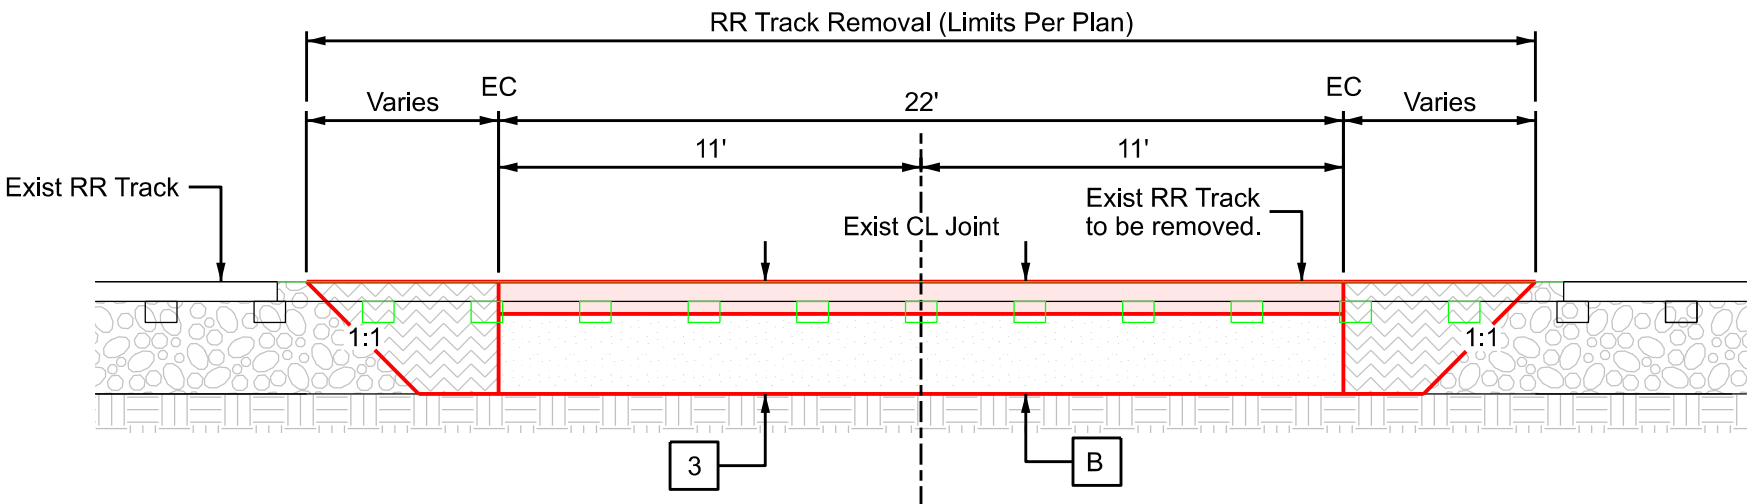 RR Track Removal (Limits Per Plan)
EC
EC
Varies
22'
Varies
11'
11'
Exist RR Track
Exist RR Track
to be removed.
Exist CL Joint
1:1
1:1
3
B